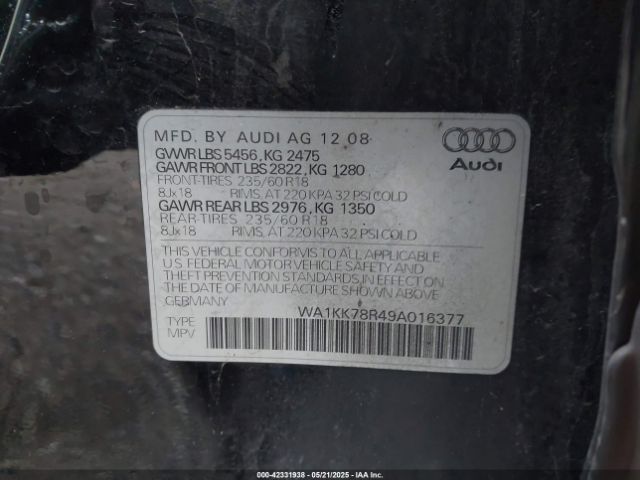 MFD. BY AUDI AG 12 08
GVWR LBS 5456, KG 2475
GAWR FRONT LBS 2822, KG 1280
FRONT-TIRES 235/60 R18
8Jx18 RIMS, AT 220 KPA 32 PSI COLD
GAWR REAR LBS 2976, KG 1350
REAR-TIRES 235/60 R18
8Jx18 RIMS, AT 220 KPA 32 PSI COLD
THIS VEHICLE CONFORMS TO ALL APPLICABLE
U.S FEDERAL MOTOR VEHICLE SAFETY AND
THEFT PREVENTION STANDARDS IN EFFECT ON
THE DATE OF MANUFACTURE SHOWN ABOVE.
GERMANY
WA1KK78R49A016377
TYPE
MPV
Audi
000-42331938 - 05/21/2025 - IAA Inc.